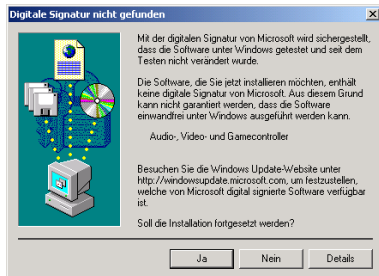 Digitale Signatur nicht gefunden
Mit der digitalen Signatur von Microsoft wird sichergestellt,
dass die Software unter Windows getestet und seit dem
Testen nicht verändert wurde.
Die Software, die Sie jetzt installieren möchten, enthält
keine digitale Signatur von Microsoft. Aus diesem Grund
kann nicht garantiert werden, dass die Software
einwandfrei unter Windows ausgeführt werden kann.
Audio-, Video- und Gamecontroller
Besuchen Sie die Windows Update-Website unter
http://windowsupdate.microsoft.com, um festzustellen,
welche von Microsoft digital signierte Software verfügbar
ist.
Soll die Installation fortgesetzt werden?
Ja Nein Details